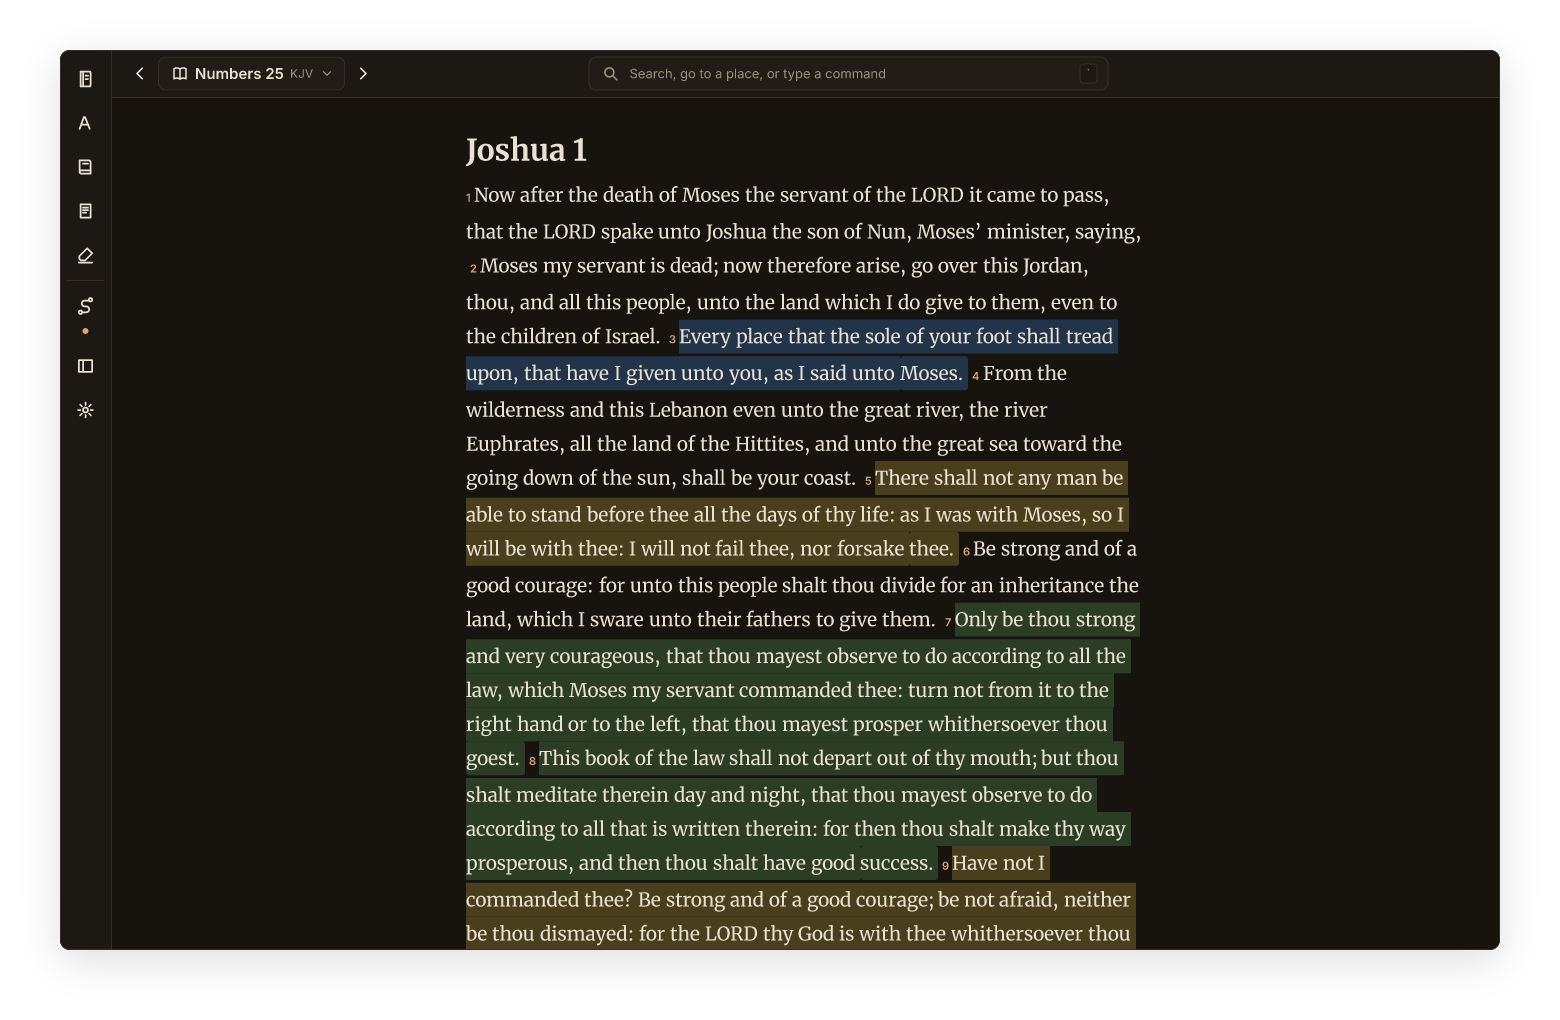 Numbers 25 KJV
Search, go to a place, or type a command
Joshua 1
1 Now after the death of Moses the servant of the LORD it came to pass,
that the LORD spake unto Joshua the son of Nun, Moses’ minister, saying,
2 Moses my servant is dead; now therefore arise, go over this Jordan,
thou, and all this people, unto the land which I do give to them, even to
the children of Israel. 3 Every place that the sole of your foot shall tread
upon, that have I given unto you, as I said unto Moses. 4 From the
wilderness and this Lebanon even unto the great river, the river
Euphrates, all the land of the Hittites, and unto the great sea toward the
going down of the sun, shall be your coast. 5 There shall not any man be
able to stand before thee all the days of thy life: as I was with Moses, so I
will be with thee: I will not fail thee, nor forsake thee. 6 Be strong and of a
good courage: for unto this people shalt thou divide for an inheritance the
land, which I sware unto their fathers to give them. 7 Only be thou strong
and very courageous, that thou mayest observe to do according to all the
law, which Moses my servant commanded thee: turn not from it to the
right hand or to the left, that thou mayest prosper whithersoever thou
goest. 8 This book of the law shall not depart out of thy mouth; but thou
shalt meditate therein day and night, that thou mayest observe to do
according to all that is written therein: for then thou shalt make thy way
prosperous, and then thou shalt have good success. 9 Have not I
commanded thee? Be strong and of a good courage; be not afraid, neither
be thou dismayed: for the LORD thy God is with thee whithersoever thou